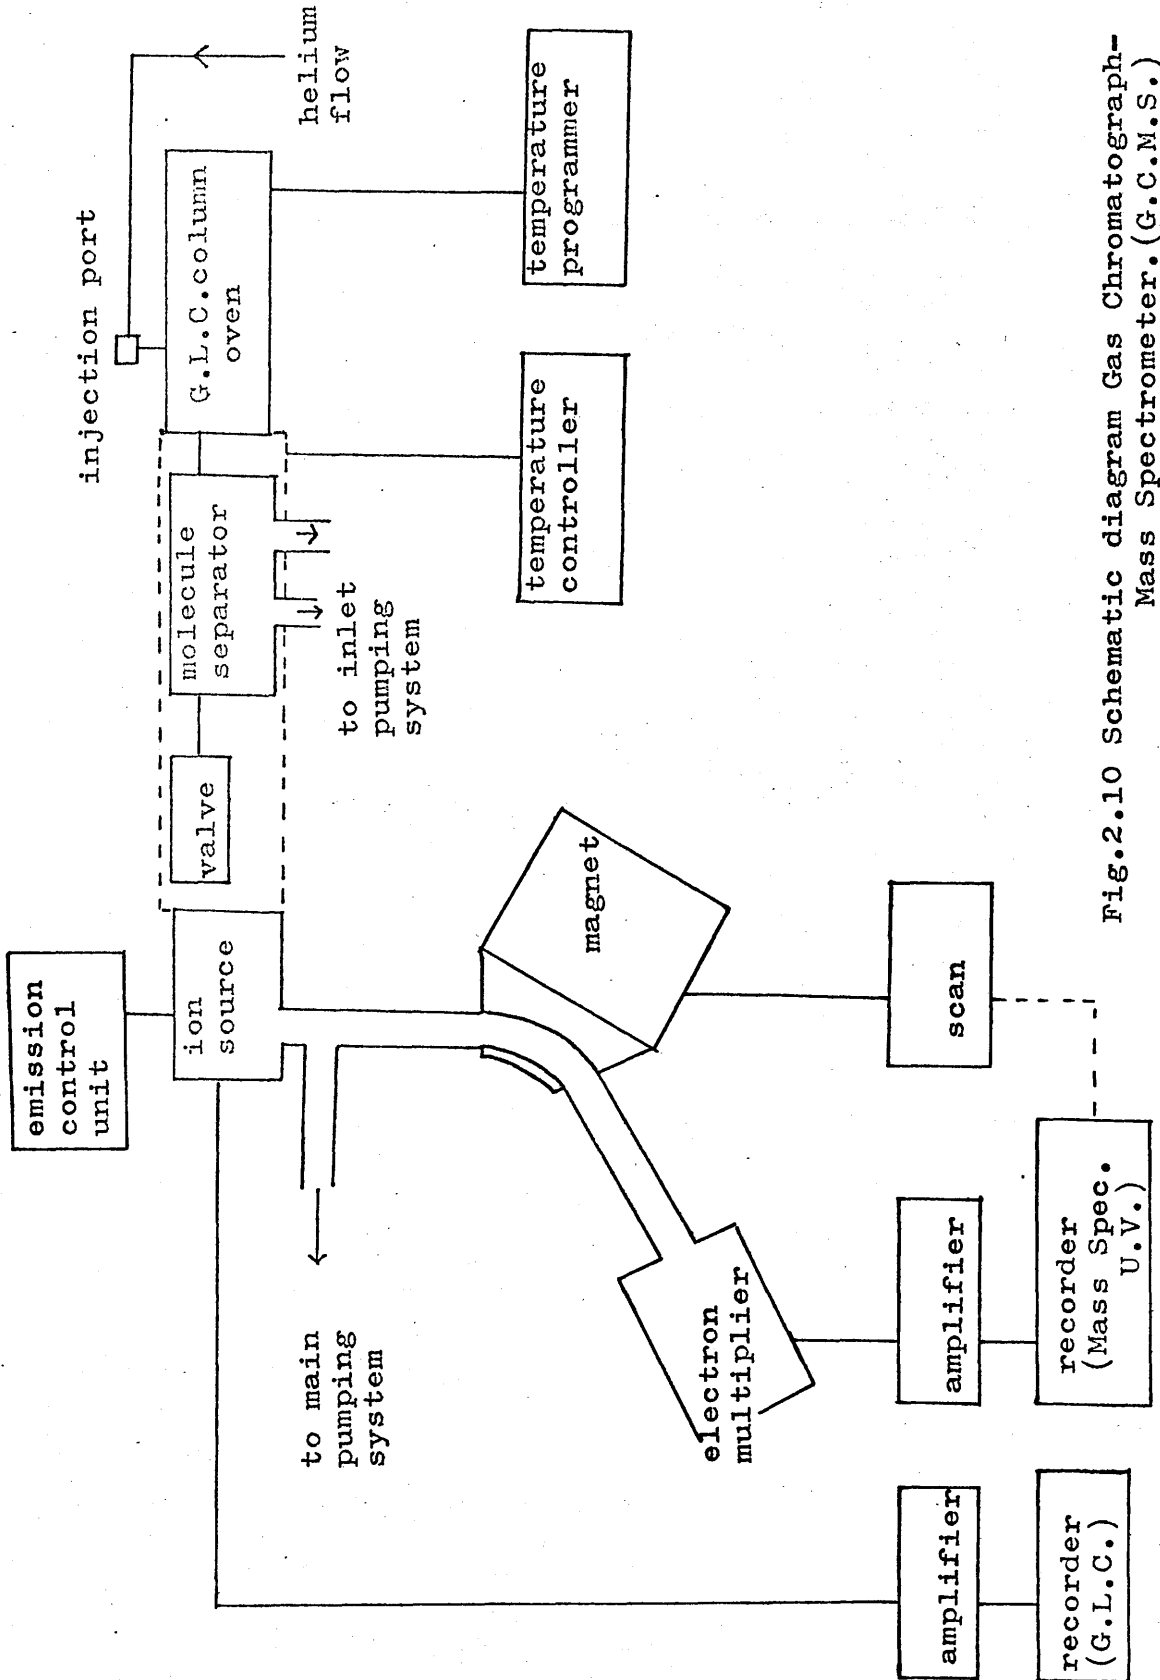 injection port
helium
flow
G.L.C.column
oven
molecule
separator
valve
ion
source
emission
control
unit
to inlet
pumping
system
to main
pumping
system
temperature
programmer
temperature
controller
magnet
electron
multiplier
scan
amplifier
recorder
(Mass Spec.
U.V.)
amplifier
recorder
(G.L.C.)
Fig.2.10 Schematic diagram Gas Chromatograph-
Mass Spectrometer.(G.C.M.S.)